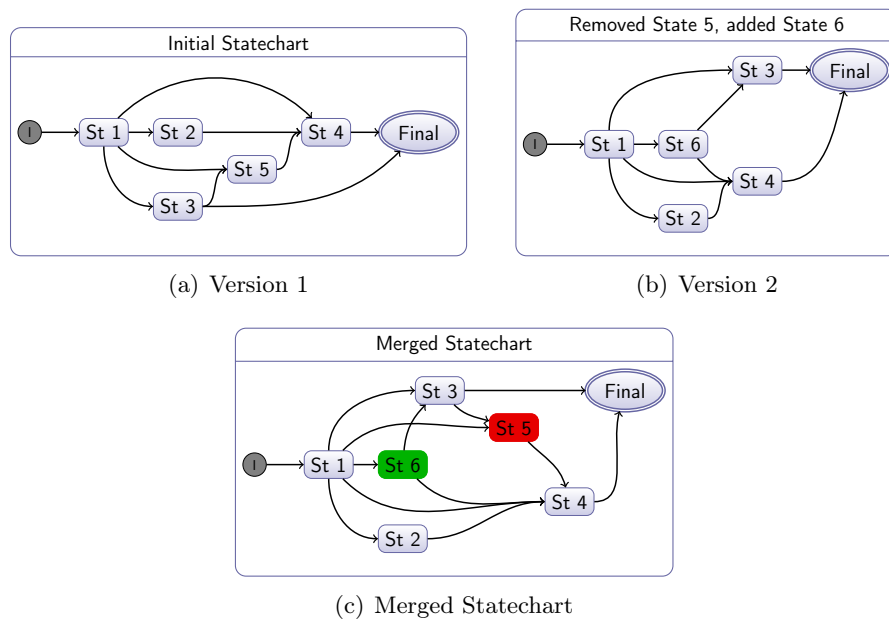 Initial Statechart
I
St 1
St 2
St 4
Final
St 5
St 3
(a) Version 1
Removed State 5, added State 6
St 3
Final
I
St 1
St 6
St 4
St 2
(b) Version 2
Merged Statechart
St 3
Final
St 5
I
St 1
St 6
St 4
St 2
(c) Merged Statechart